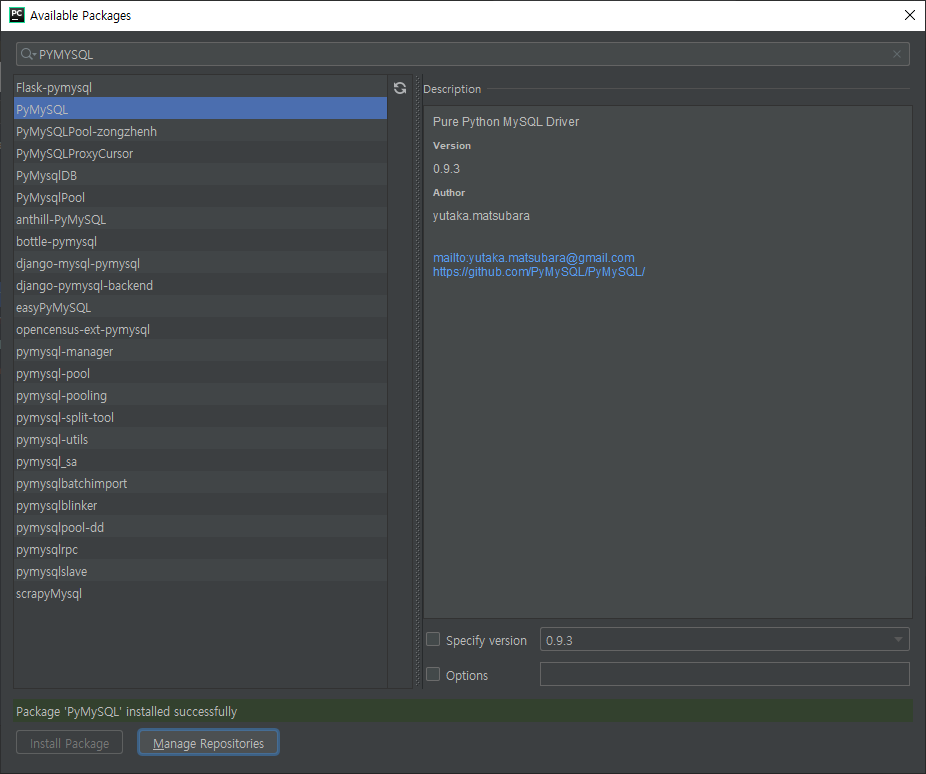 PC
Available Packages
PYMYSQL
Flask-pymysql
PyMySQL
PyMySQLPool-zongzhenh
PyMySQLProxyCursor
PyMysqlDB
PyMysqlPool
anthill-PyMySQL
bottle-pymysql
django-mysql-pymysql
django-pymysql-backend
easyPyMySQL
opencensus-ext-pymysql
pymysql-manager
pymysql-pool
pymysql-pooling
pymysql-split-tool
pymysql-utils
pymysql_sa
pymysqlbatchimport
pymysqlblinker
pymysqlpool-dd
pymysqlrpc
pymysqlslave
scrapyMysql
Description
Pure Python MySQL Driver
Version
0.9.3
Author
yutaka.matsubara
mailto:yutaka.matsubara@gmail.com
https://github.com/PyMySQL/PyMySQL/
Specify version 0.9.3
Options
Package 'PyMySQL' installed successfully
Install Package Manage Repositories